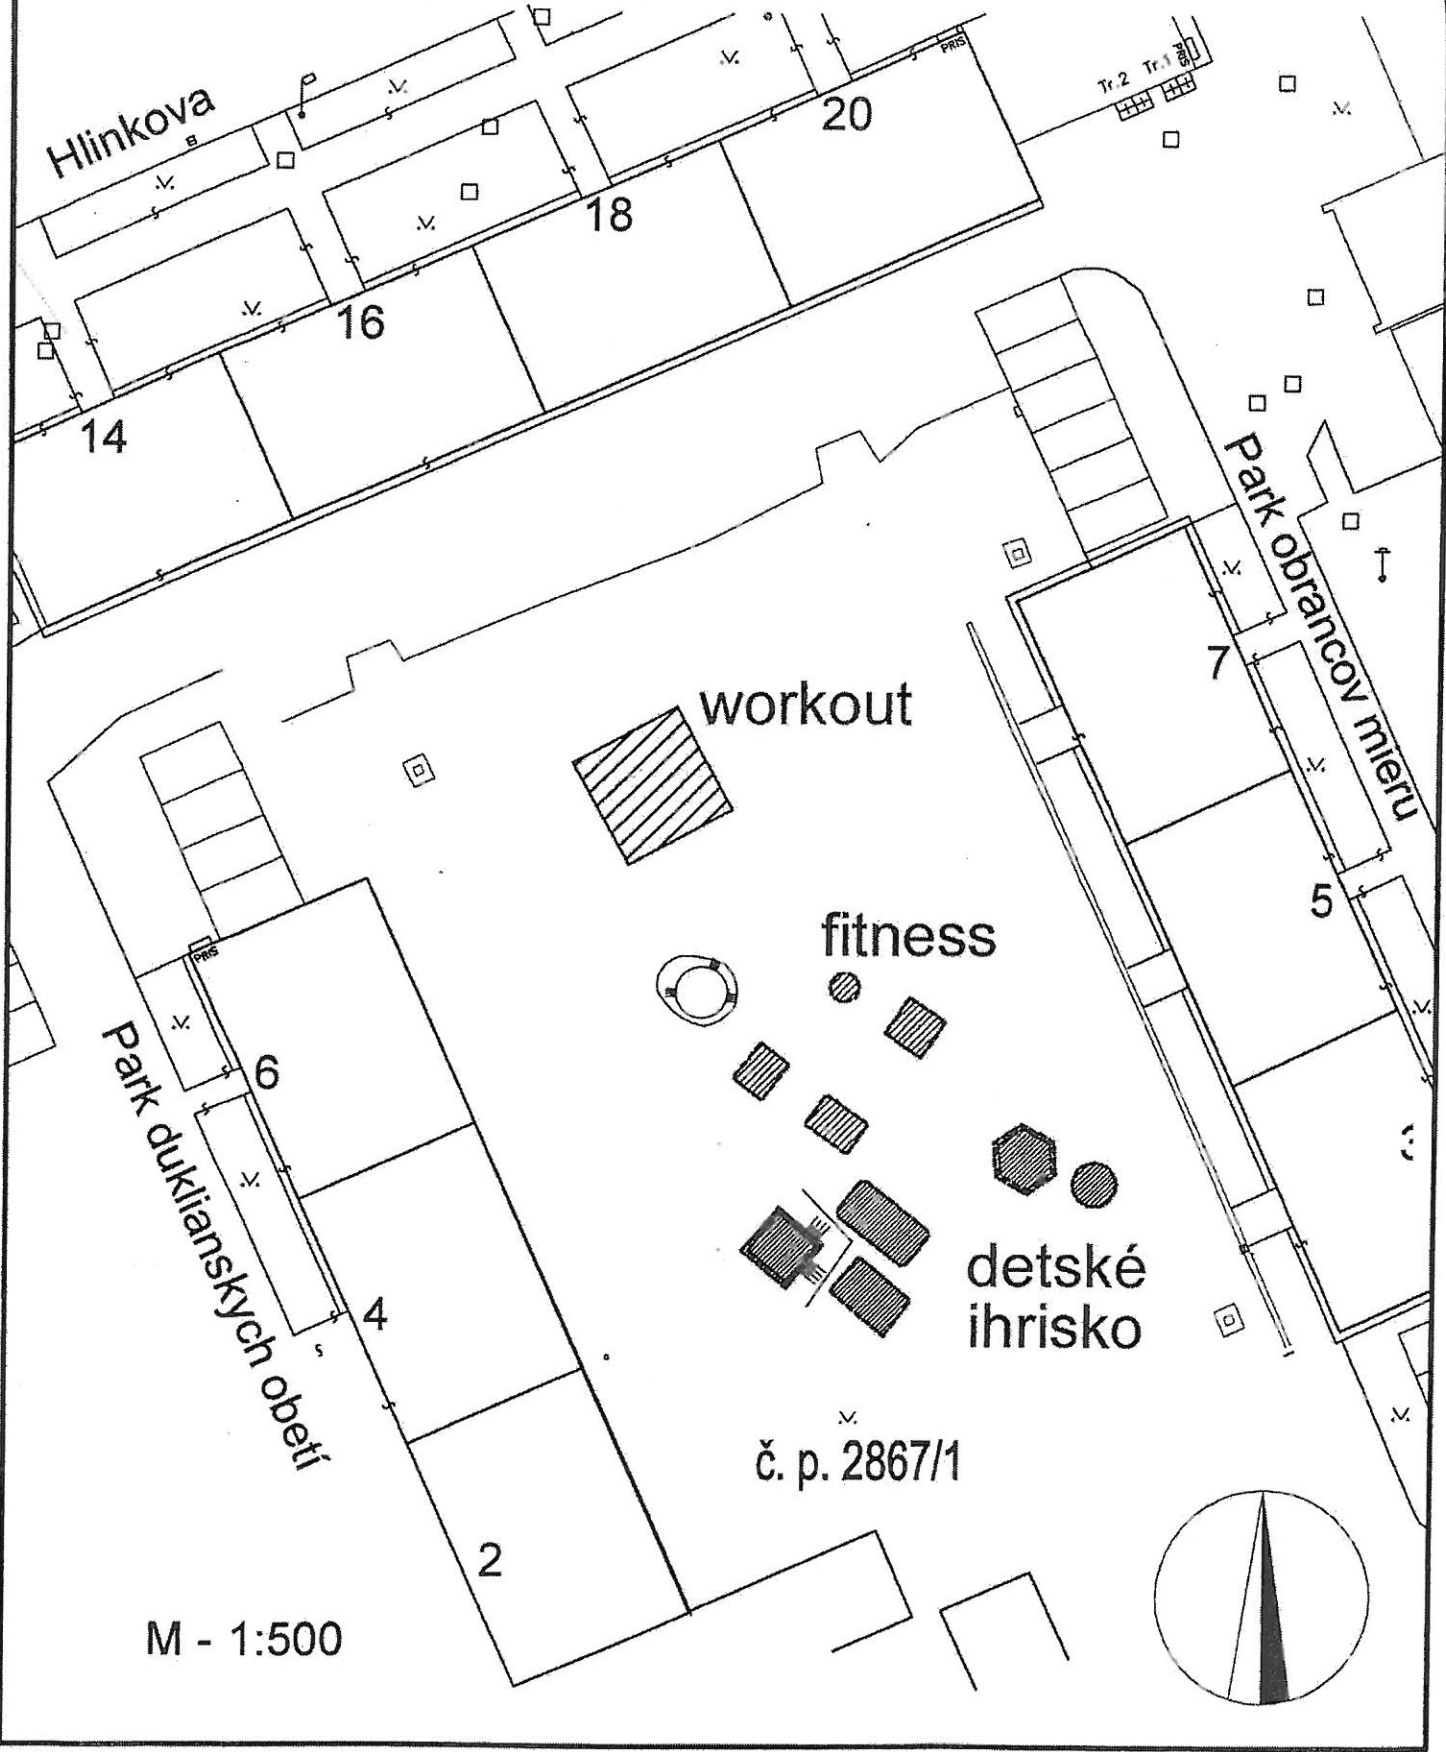 Hlinkova
20
PRIS
Tr.2
Tr.1
PRIS
18
16
14
Park obrancov mieru
7
workout
5
fitness
PRIS
6
Park duklianskych obetí
4
detské
ihrisko
č. p. 2867/1
2
M - 1:500